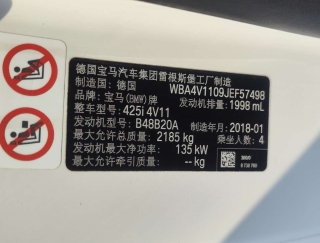 德国宝马汽车集团雷根斯堡工厂制造
制造国：德国 WBA4V1109JEF57498
品牌：宝马(BMW)牌 发动机排量：1998 mL
整车型号：425i 4V11
发动机型号：B48B20A 制造年月：2018-01
最大允许总质量：2185 kg 乘坐人数：4
发动机最大净功率：135 kW
最大允许牵引质量：-- kg